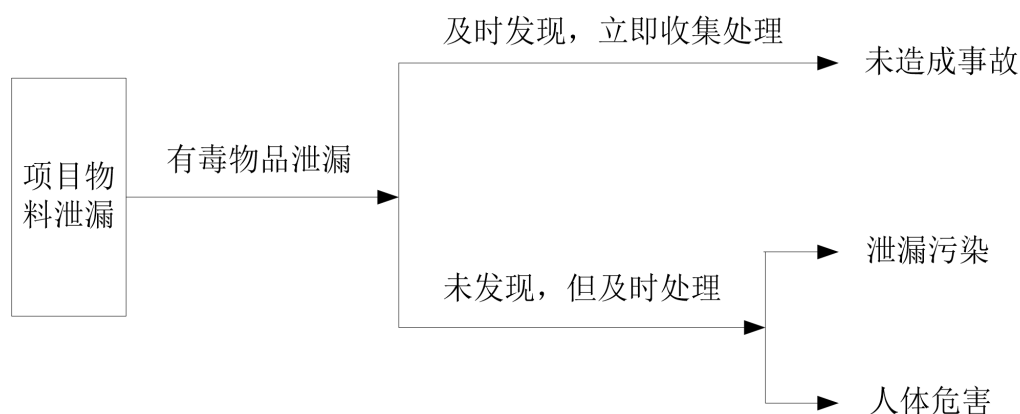 及时发现，立即收集处理
未造成事故
有毒物品泄漏
项目物
料泄漏
泄漏污染
未发现，但及时处理
人体危害